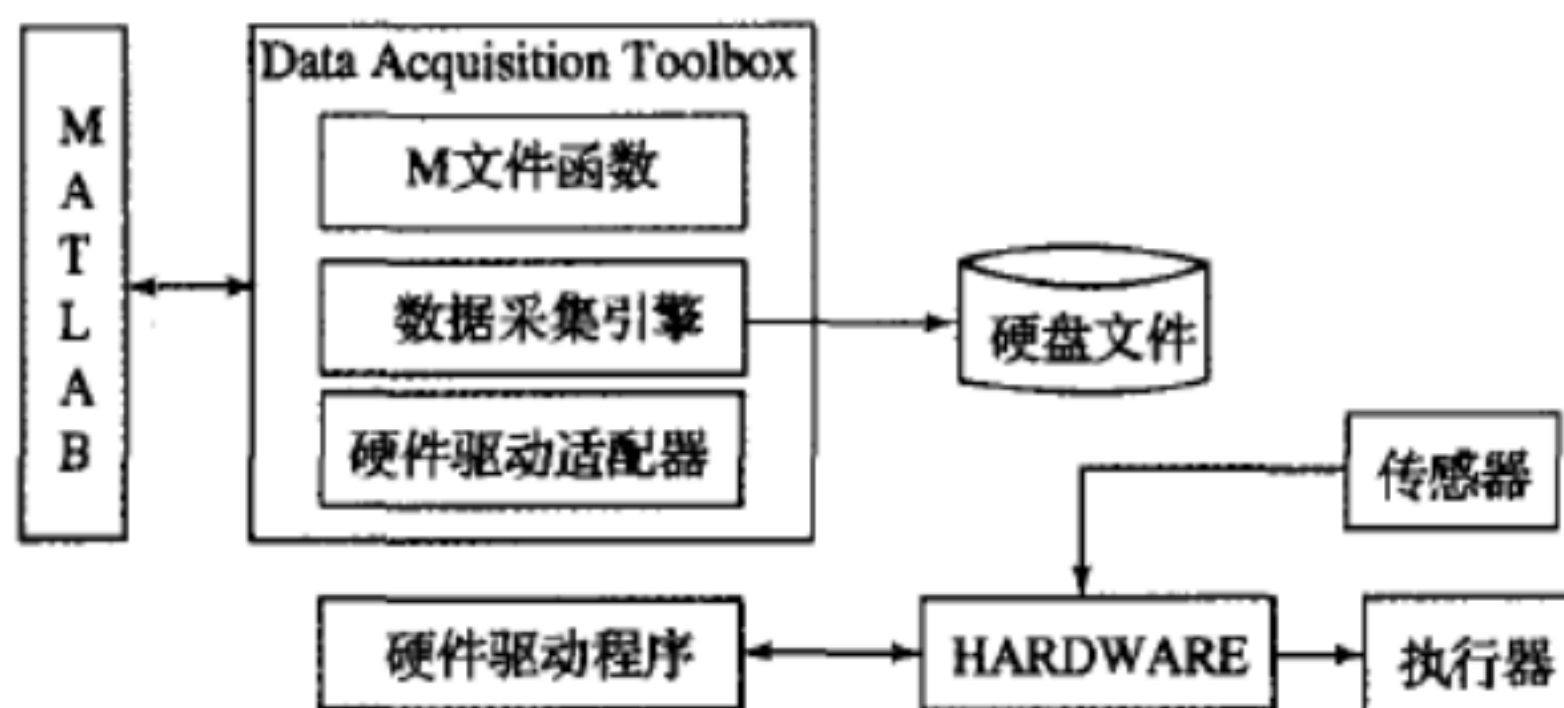 MATLAB
Data Acquisition Toolbox
M文件函数
数据采集引擎
硬盘文件
硬件驱动适配器
传感器
硬件驱动程序
HARDWARE
执行器